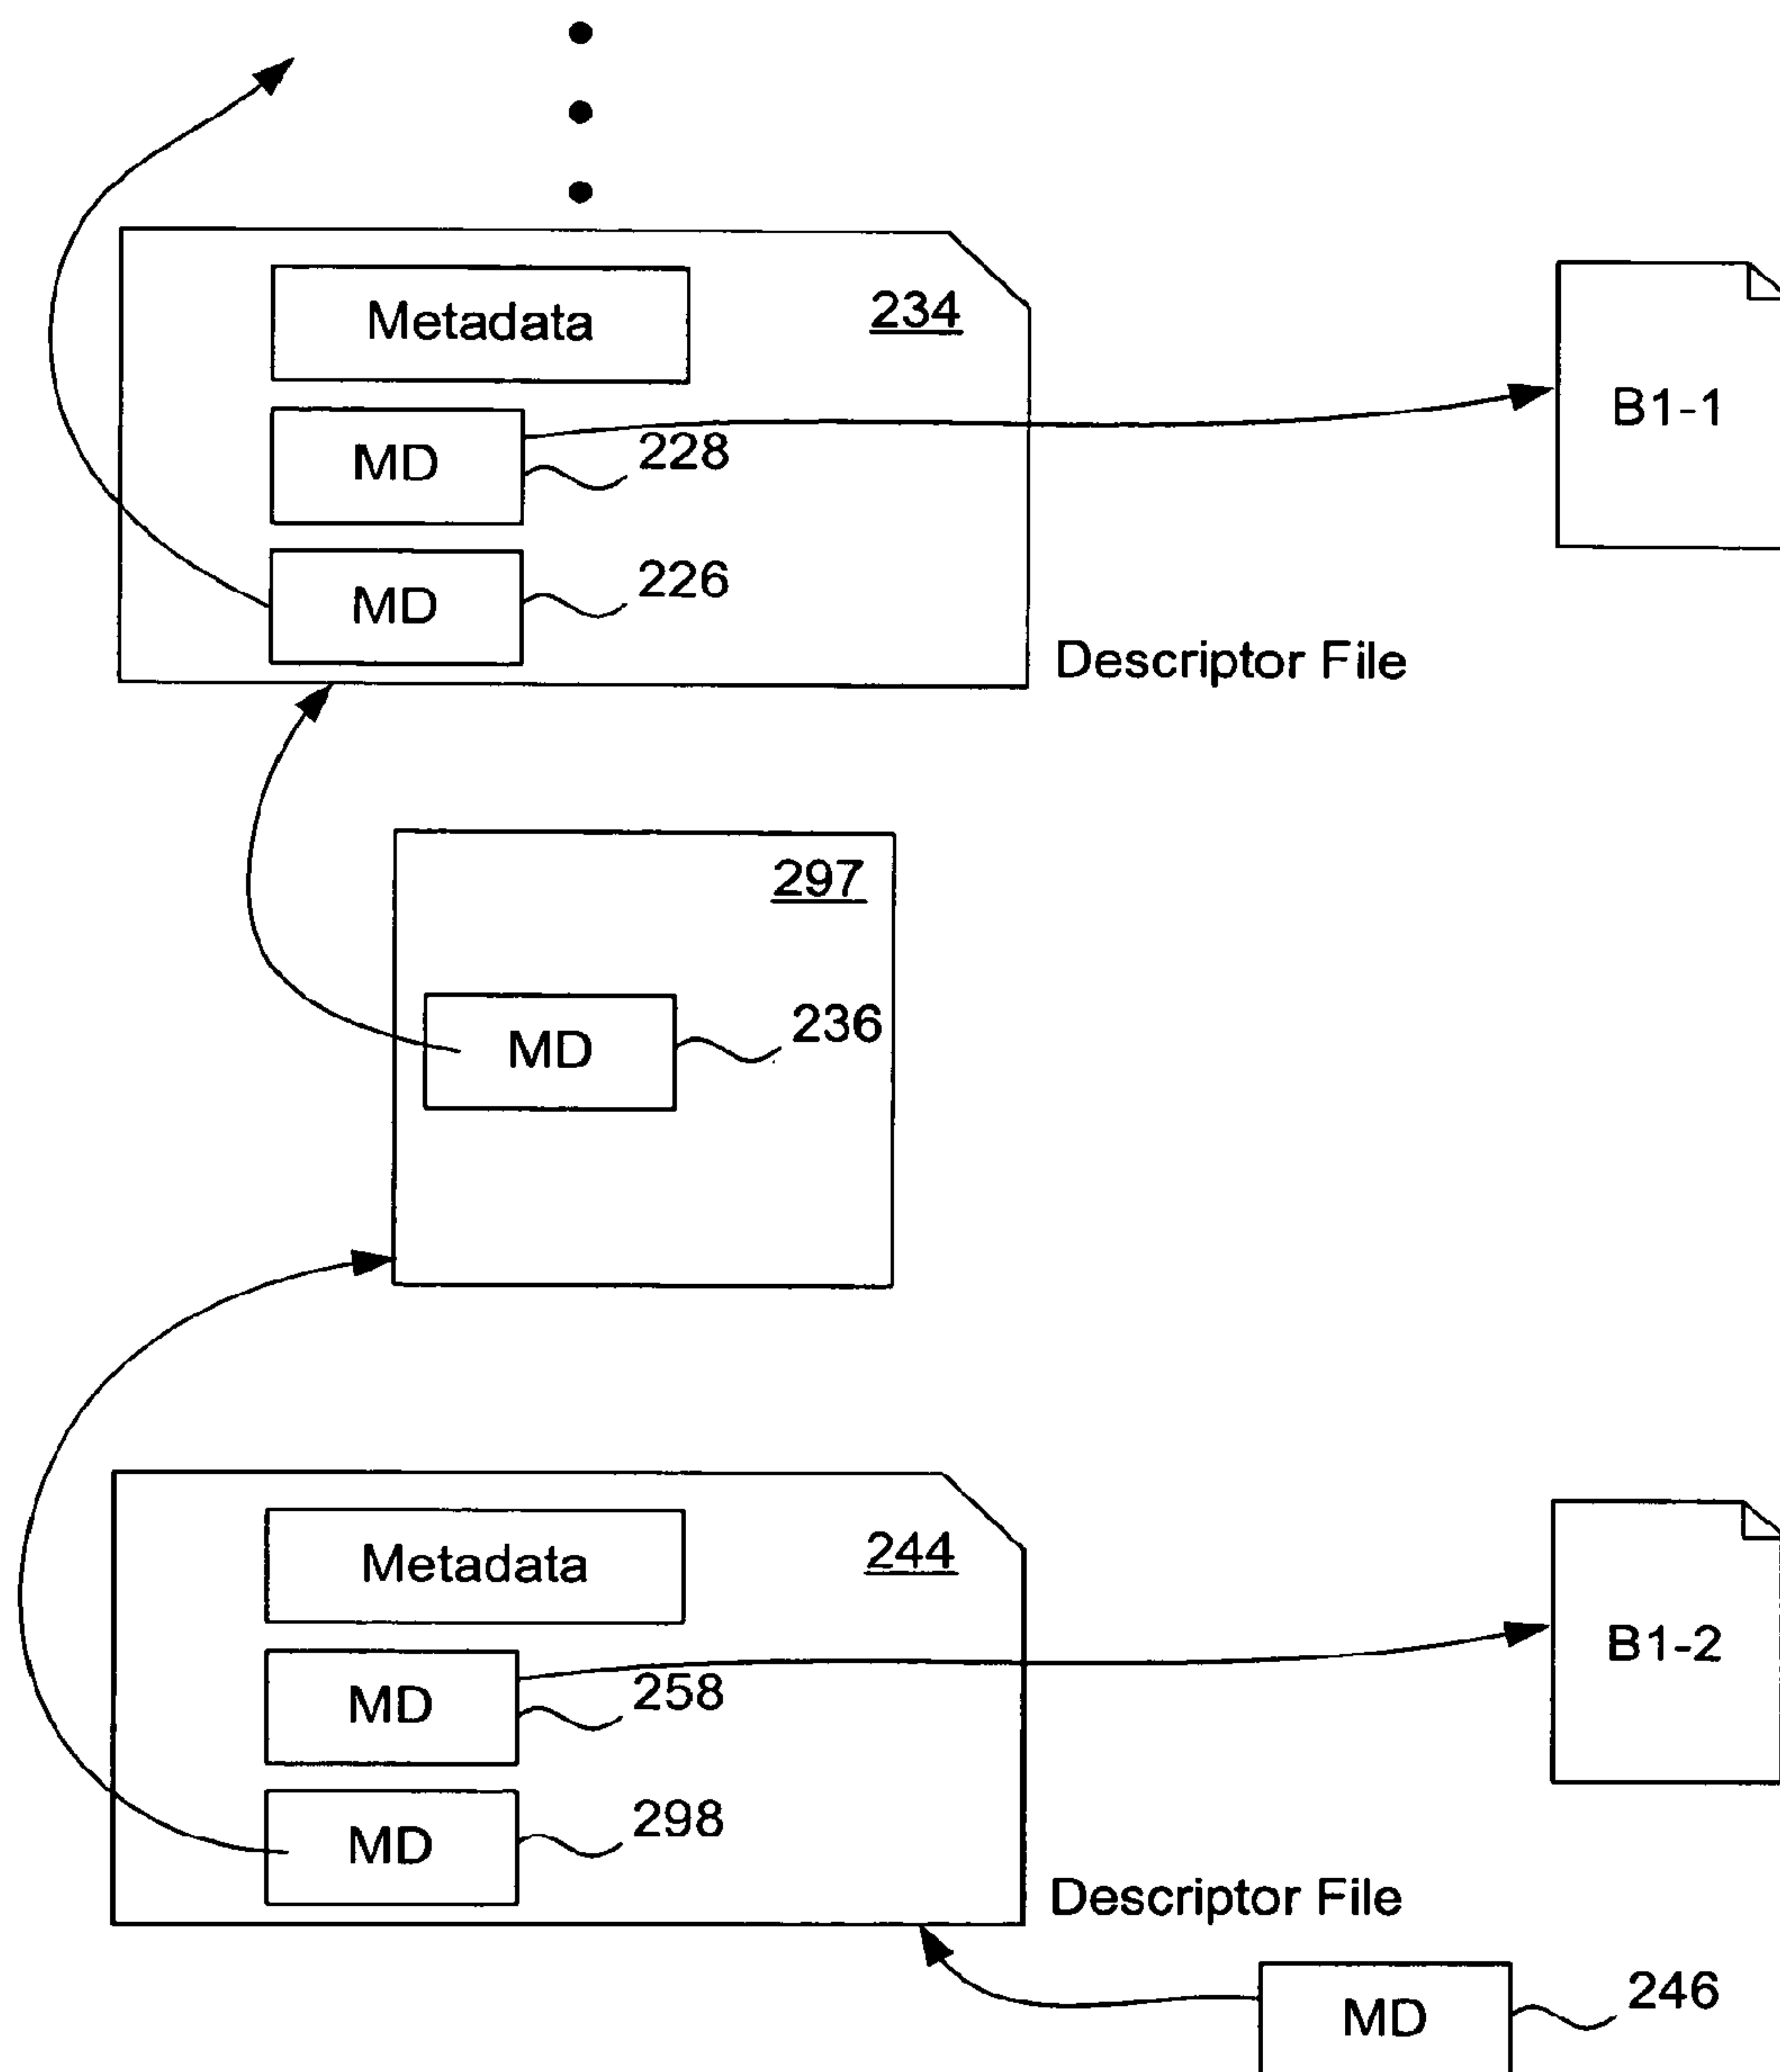 Metadata
234
B1-1
MD
228
MD
226
Descriptor File
297
MD
236
Metadata
244
B1-2
MD
258
MD
298
Descriptor File
MD
246